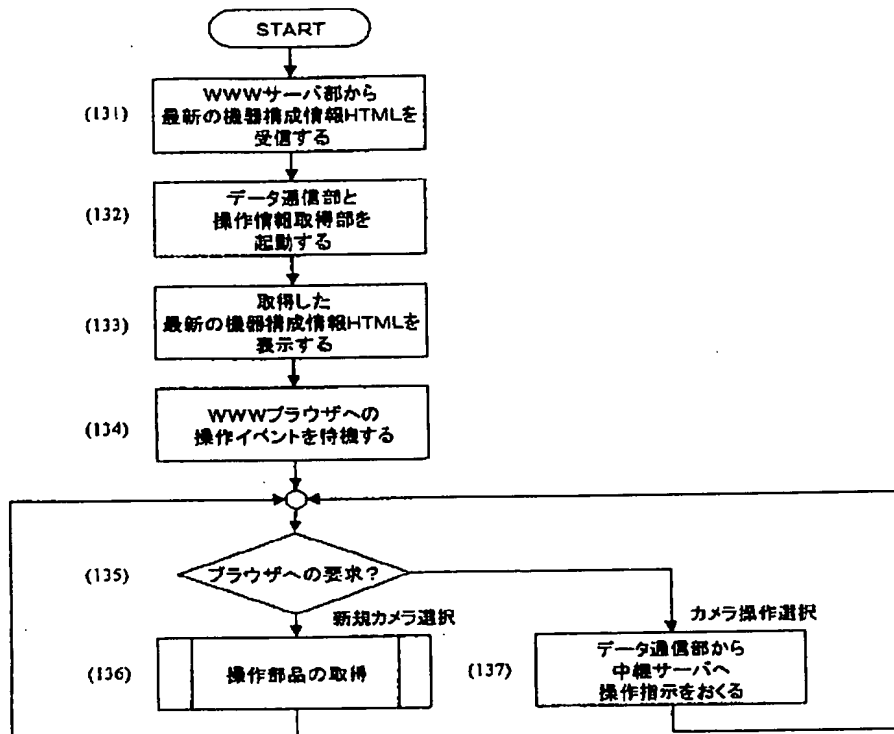 START
(131)
WWWサーバ部から
最新の機器構成情報HTMLを
受信する
(132)
データ通信部と
操作情報取得部を
起動する
(133)
取得した
最新の機器構成情報HTMLを
表示する
(134)
WWWブラウザへの
操作イベントを待機する
(135)
ブラウザへの要求?
新規カメラ選択
カメラ操作選択
(136)
操作部品の取得
(137)
データ通信部から
中継サーバへ
操作指示をおくる